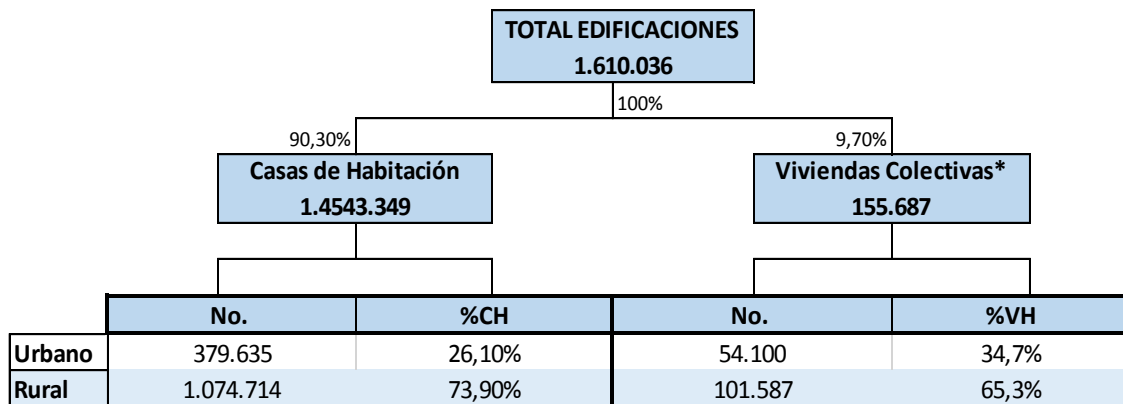 TOTAL EDIFICACIONES
1.610.036
100%
90,30%
9,70%
Casas de Habitación
1.4543.349
Viviendas Colectivas*
155.687
No. %CH No. %VH
Urbano 379.635 26,10% 54.100 34,7%
Rural 1.074.714 73,90% 101.587 65,3%